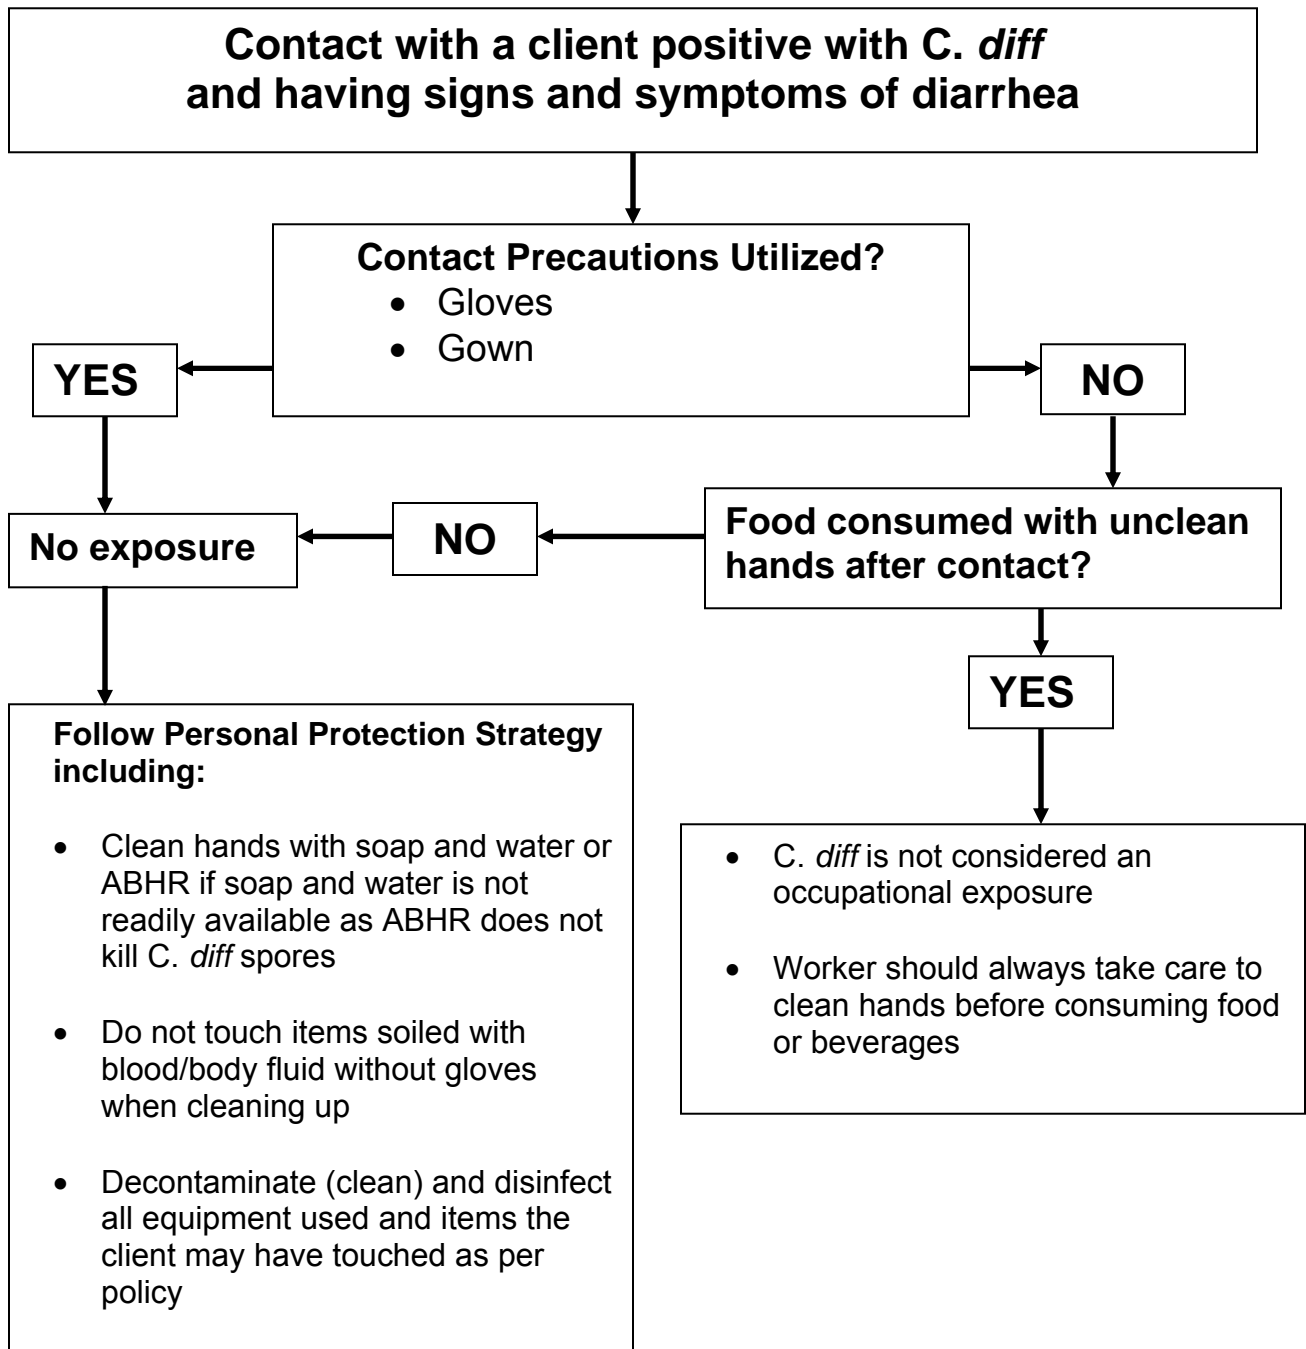 Contact with a client positive with C. diff
and having signs and symptoms of diarrhea
Contact Precautions Utilized?
• Gloves
• Gown
YES
NO
No exposure
NO
Food consumed with unclean
hands after contact?
YES
Follow Personal Protection Strategy
including:
• Clean hands with soap and water or
ABHR if soap and water is not
readily available as ABHR does not
kill C. diff spores
• Do not touch items soiled with
blood/body fluid without gloves
when cleaning up
• Decontaminate (clean) and disinfect
all equipment used and items the
client may have touched as per
policy
• C. diff is not considered an
occupational exposure
• Worker should always take care to
clean hands before consuming food
or beverages